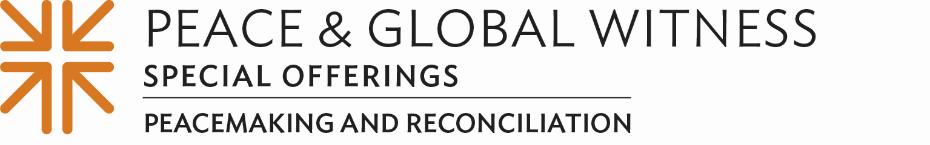 PEACE & GLOBAL WITNESS
SPECIAL OFFERINGS
PEACEMAKING AND RECONCILIATION